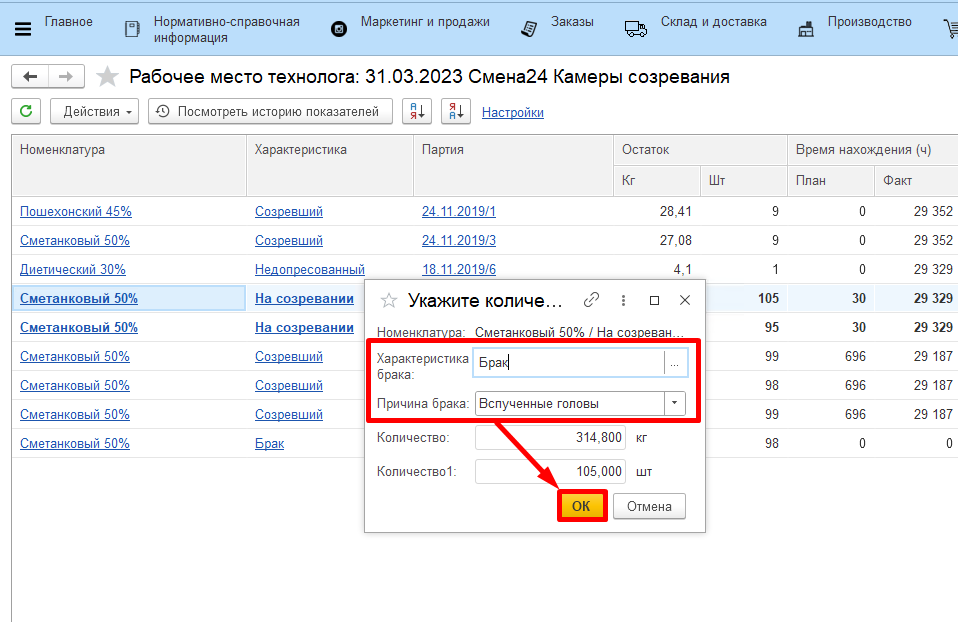 Главное
Нормативно-справочная
информация
Маркетинг и продажи
Заказы
Склад и доставка
Производство
Рабочее место технолога: 31.03.2023 Смена24 Камеры созревания
Действия Посмотреть историю показателей А Я Я А Настройки
Номенклатура Характеристика Партия Остаток Время нахождения (ч)
Кг Шт План Факт
Пошехонский 45% Созревший 24.11.2019/1 28,41 9 0 29 352
Сметанковый 50% Созревший 24.11.2019/3 27,08 9 0 29 352
Диетический 30% Недопресованный 18.11.2019/6 4,1 1 0 29 329
Сметанковый 50% На созревании 105 30 29 329
Сметанковый 50% На созревании 95 30 29 329
Сметанковый 50% Созревший 99 696 29 187
Сметанковый 50% Созревший 98 696 29 187
Сметанковый 50% Созревший 99 696 29 187
Сметанковый 50% Брак 98 0 0
Укажите количе...
Номенклатура: Сметанковый 50% / На созреван...
Характеристика
брака: Брак ...
Причина брака: Вспученные головы
Количество: 314,800 кг
Количество1: 105,000 шт
ОК Отмена